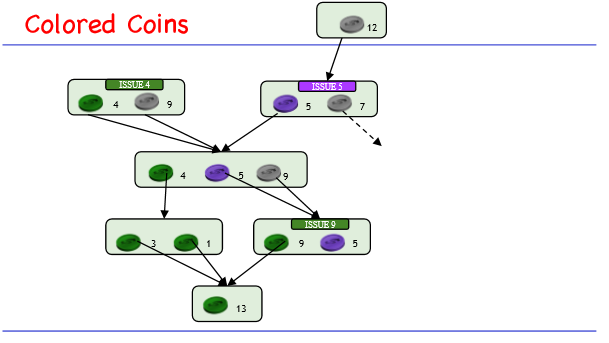 Colored Coins
12
ISSUE 4
ISSUE 5
4 9
5 7
4 5 9
ISSUE 9
3 1
9 5
13